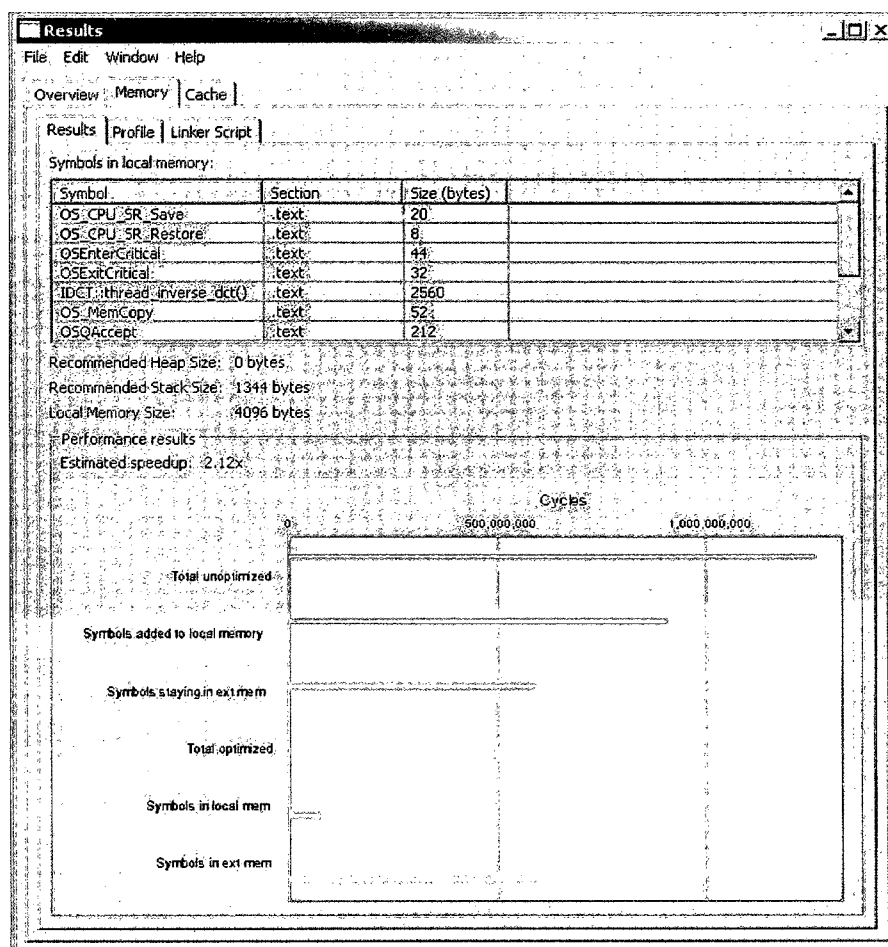 Results
File Edit Window Help
Overview Memory Cache
Results Profile Linker Script
Symbols in local memory:
Symbol Section Size (bytes)
OS_CPU_SR_Save .text 20
OS_CPU_SR_Restore .text 8
OSEnterCritical .text 44
OSExitCritical .text 32
IDCT::thread_inverse_dct() .text 2560
OS_MemCopy .text 52
OSQAccept .text 212
Recommended Heap Size: 0 bytes
Recommended Stack Size: 1344 bytes
Local Memory Size: 4096 bytes
Performance results
Estimated speedup: 2.12x
Cycles
0 500,000,000 1,000,000,000
Total unoptimized
Symbols added to local memory
Symbols staying in ext mem
Total optimized
Symbols in local mem
Symbols in ext mem